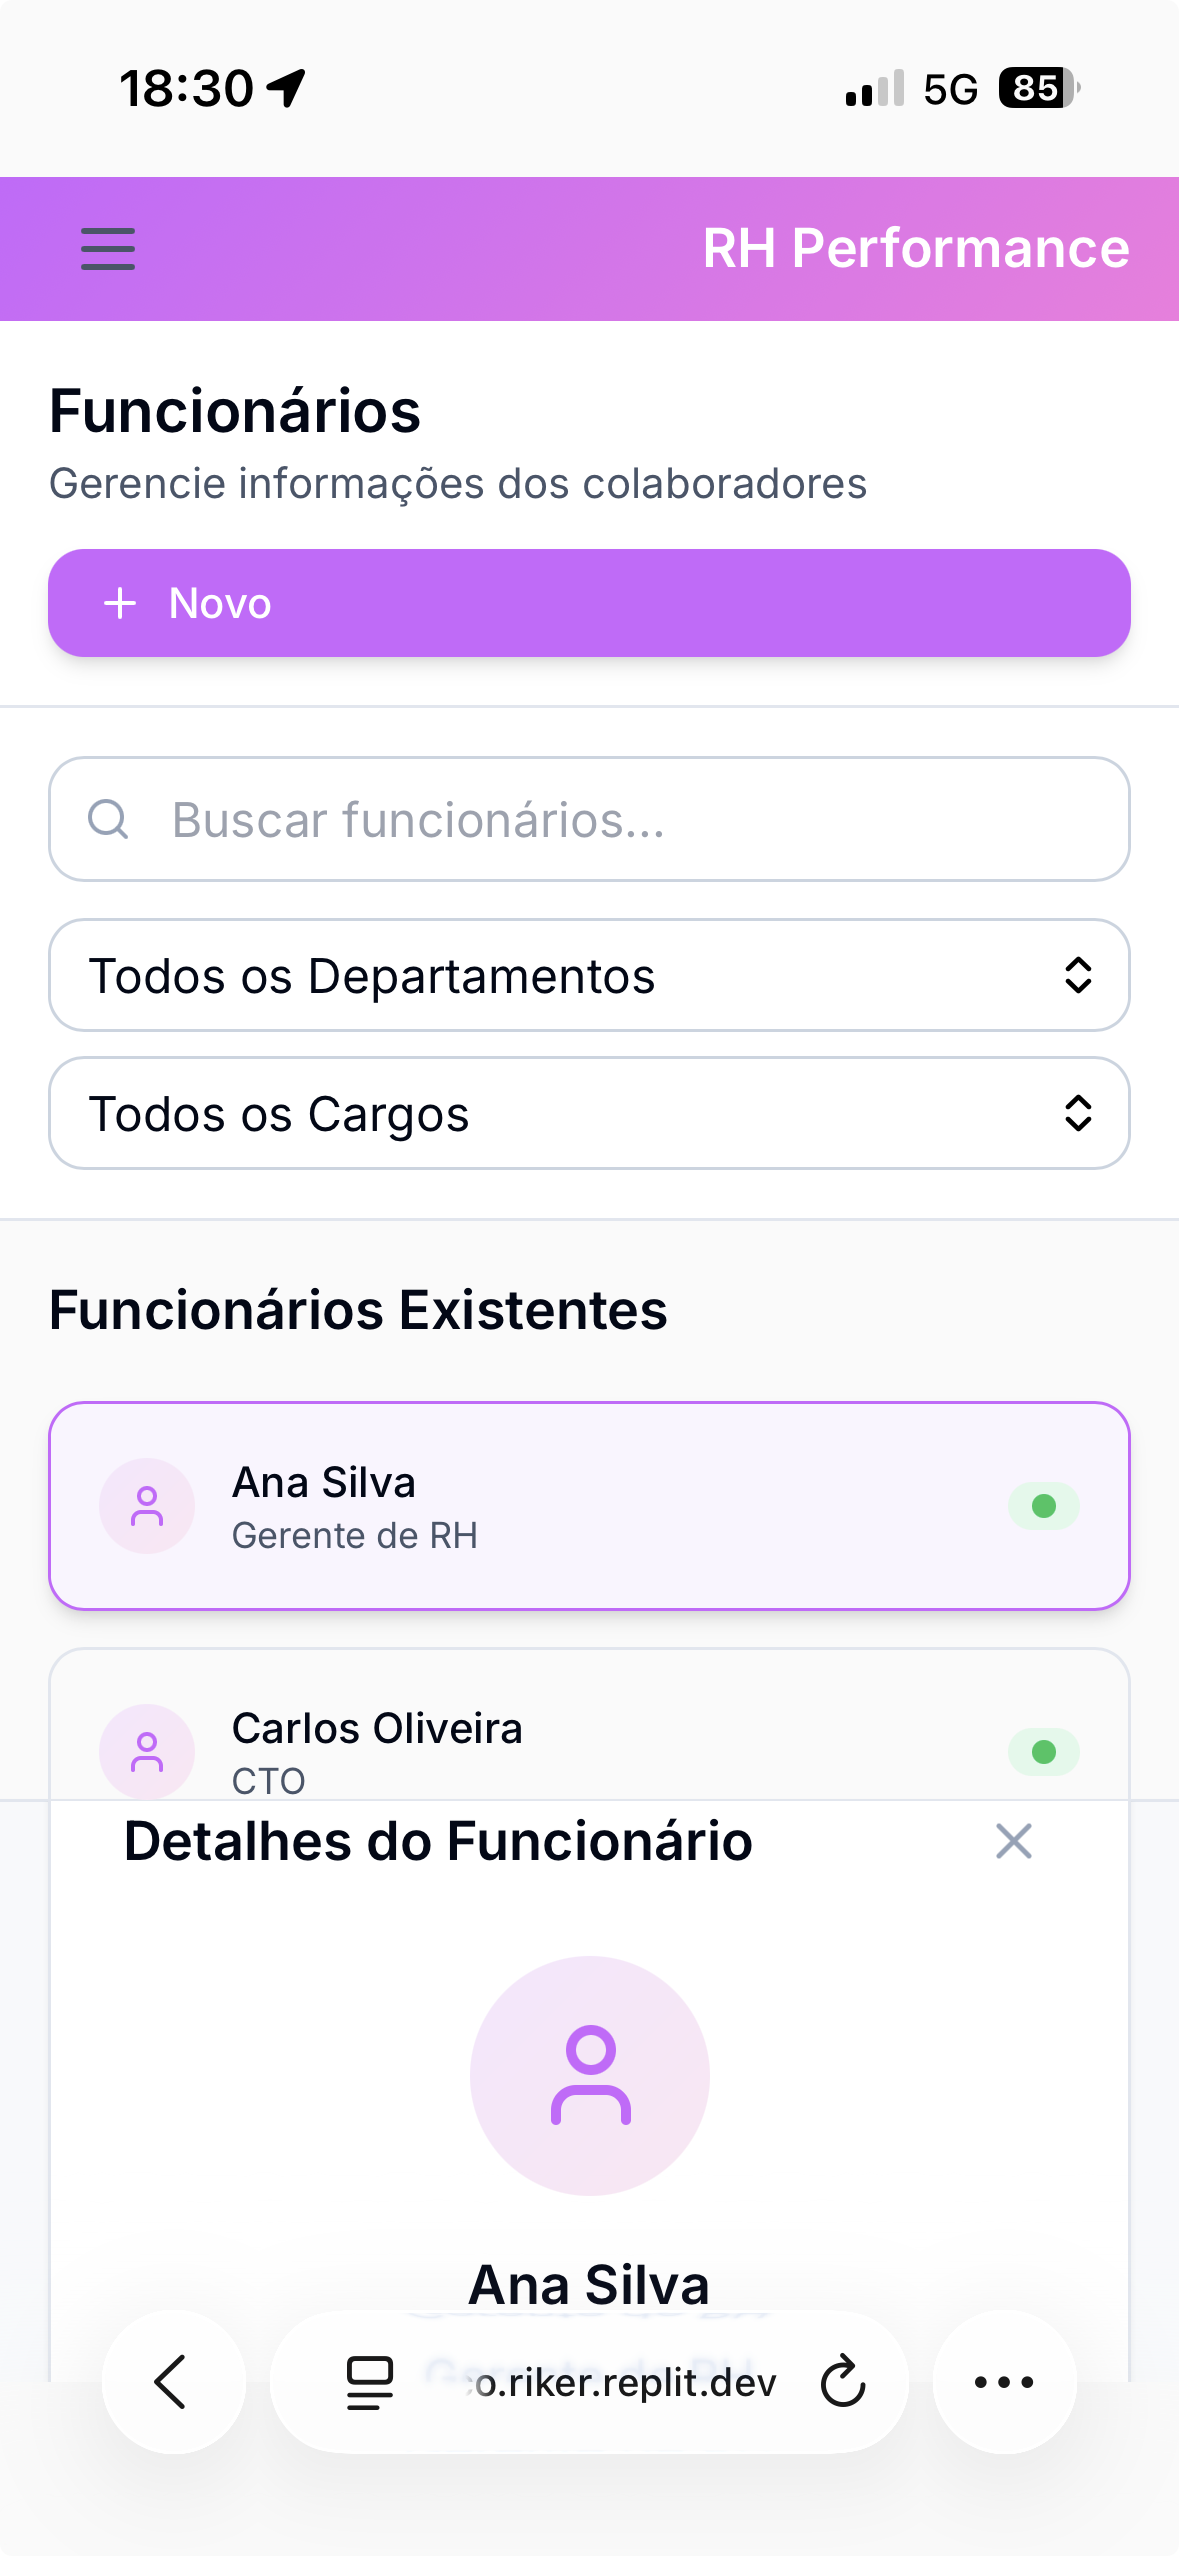 18:30
5G
85
RH Performance
Funcionários
Gerencie informações dos colaboradores
Novo
Buscar funcionários...
Todos os Departamentos
Todos os Cargos
Funcionários Existentes
Ana Silva
Gerente de RH
Carlos Oliveira
CTO
Detalhes do Funcionário
Ana Silva
o.riker.replit.dev